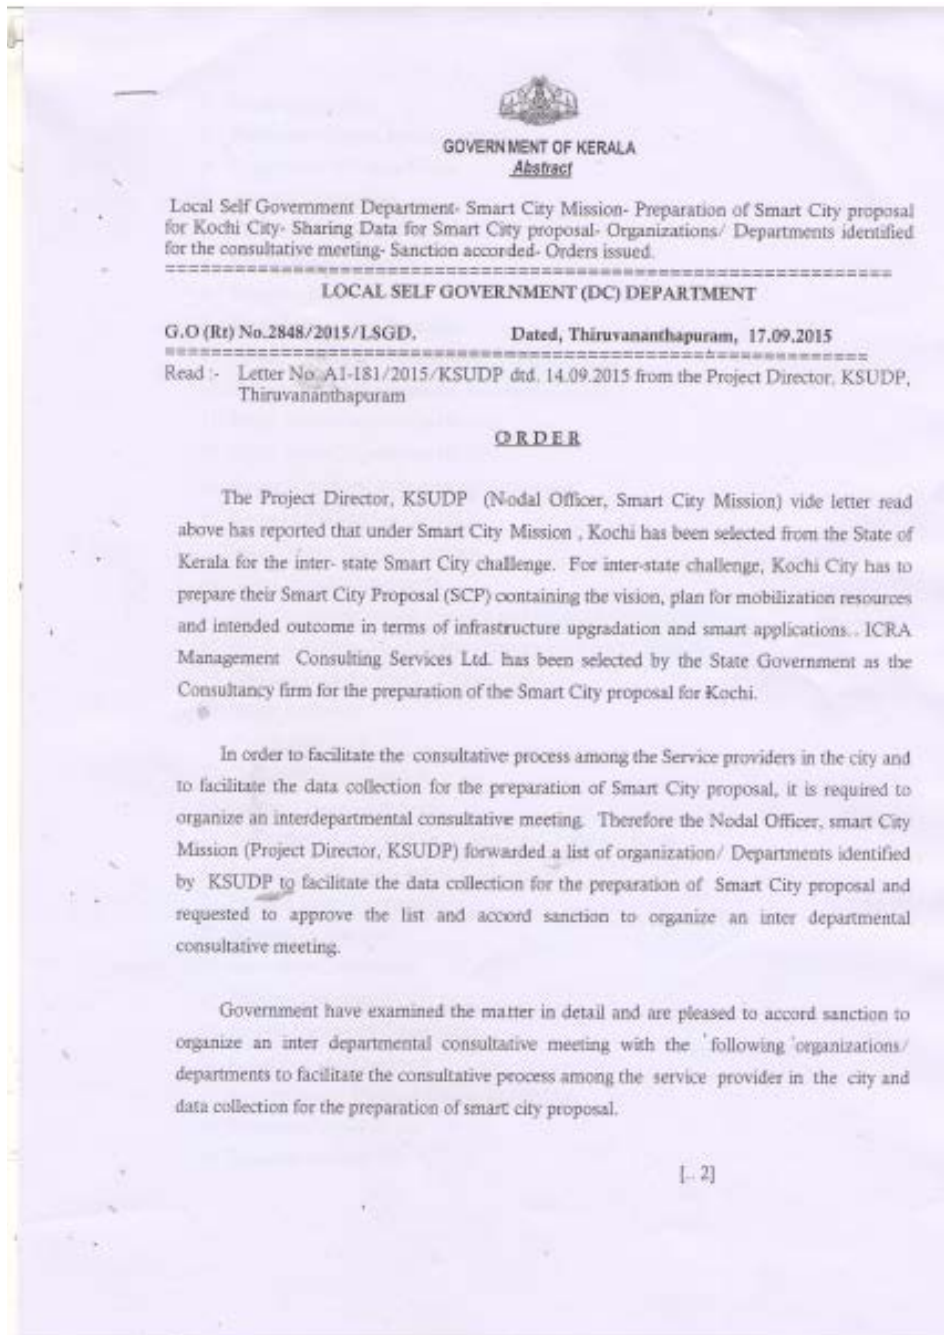 GOVERNMENT OF KERALA
Abstract
Local Self Government Department- Smart City Mission- Preparation of Smart City proposal
for Kochi City- Sharing Data for Smart City proposal- Organizations/ Departments identified
for the consultative meeting- Sanction accorded- Orders issued.
===============================================================
LOCAL SELF GOVERNMENT (DC) DEPARTMENT
G.O (Rt) No.2848/2015/LSGD. Dated, Thiruvananthapuram, 17.09.2015
=============================================================
Read :- Letter No. A1-181/2015/KSUDP dtd. 14.09.2015 from the Project Director, KSUDP,
Thiruvananthapuram
ORDER
The Project Director, KSUDP (Nodal Officer, Smart City Mission) vide letter read
above has reported that under Smart City Mission , Kochi has been selected from the State of
Kerala for the inter- state Smart City challenge. For inter-state challenge, Kochi City has to
prepare their Smart City Proposal (SCP) containing the vision, plan for mobilization resources
and intended outcome in terms of infrastructure upgradation and smart applications.. ICRA
Management Consulting Services Ltd. has been selected by the State Government as the
Consultancy firm for the preparation of the Smart City proposal for Kochi.
In order to facilitate the consultative process among the Service providers in the city and
to facilitate the data collection for the preparation of Smart City proposal, it is required to
organize an interdepartmental consultative meeting. Therefore the Nodal Officer, smart City
Mission (Project Director, KSUDP) forwarded a list of organization/ Departments identified
by KSUDP to facilitate the data collection for the preparation of Smart City proposal and
requested to approve the list and accord sanction to organize an inter departmental
consultative meeting.
Government have examined the matter in detail and are pleased to accord sanction to
organize an inter departmental consultative meeting with the following organizations/
departments to facilitate the consultative process among the service provider in the city and
data collection for the preparation of smart city proposal.
[.. 2]